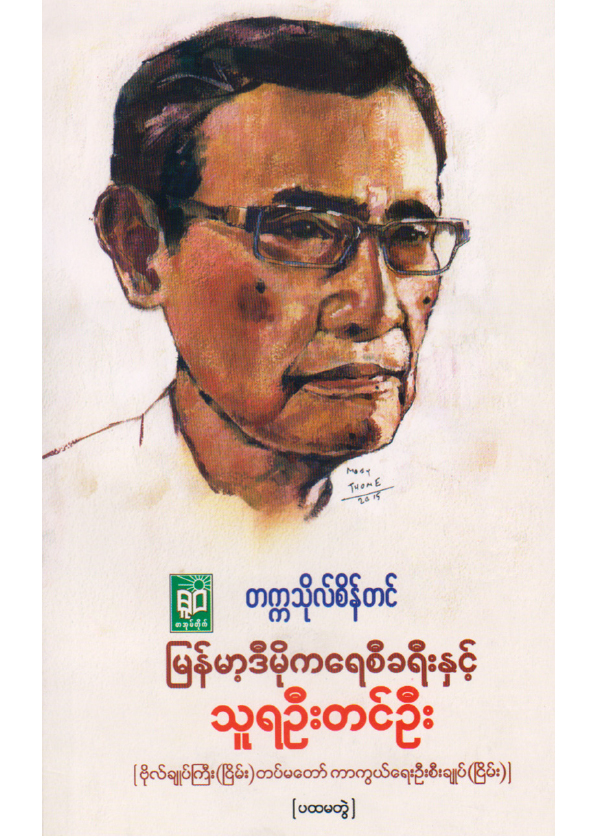 Maey
THONE
2015
တက္ကသိုလ်စိန်တင်
ရှုဝါ
စာအုပ်တိုက်
မြန်မာ့ဒီမိုကရေစီခရီးနှင့်
သူရဦးတင်ဦး
[ဗိုလ်ချုပ်ကြီး(ငြိမ်း) တပ်မတော် ကာကွယ်ရေးဦးစီးချုပ်(ငြိမ်း)]
[ပထမတွဲ]